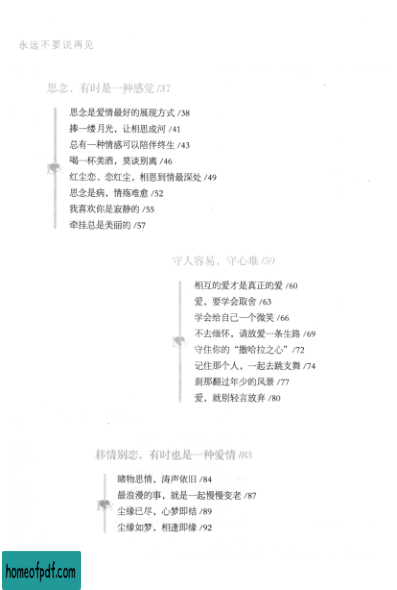 永远不要说再见
思念，有时是一种感觉 /37
思念是爱情最好的展现方式 /38
捧一缕月光，让相思成河 /41
总有一种情感可以陪伴终生 /43
喝一杯美酒，莫谈别离 /46
红尘恋、恋红尘，相思到情最深处 /49
思念是病，情殇难愈 /52
我喜欢你是寂静的 /55
牵挂总是美丽的 /57
守人容易，守心难 /59
相互的爱才是真正的爱 /60
爱，要学会取舍 /63
学会给自己一个微笑 /66
不去缅怀，请放爱一条生路 /69
守住你的“撒哈拉之心” /72
记住那个人，一起去跳支舞 /74
刹那翻过年少的风景 /77
爱，就别轻言放弃 /80
移情别恋，有时也是一种爱情 /83
睹物思情，涛声依旧 /84
最浪漫的事，就是一起慢慢变老 /87
尘缘已尽，心梦即结 /89
尘缘如梦，相逢即缘 /92
homeofpdf.com